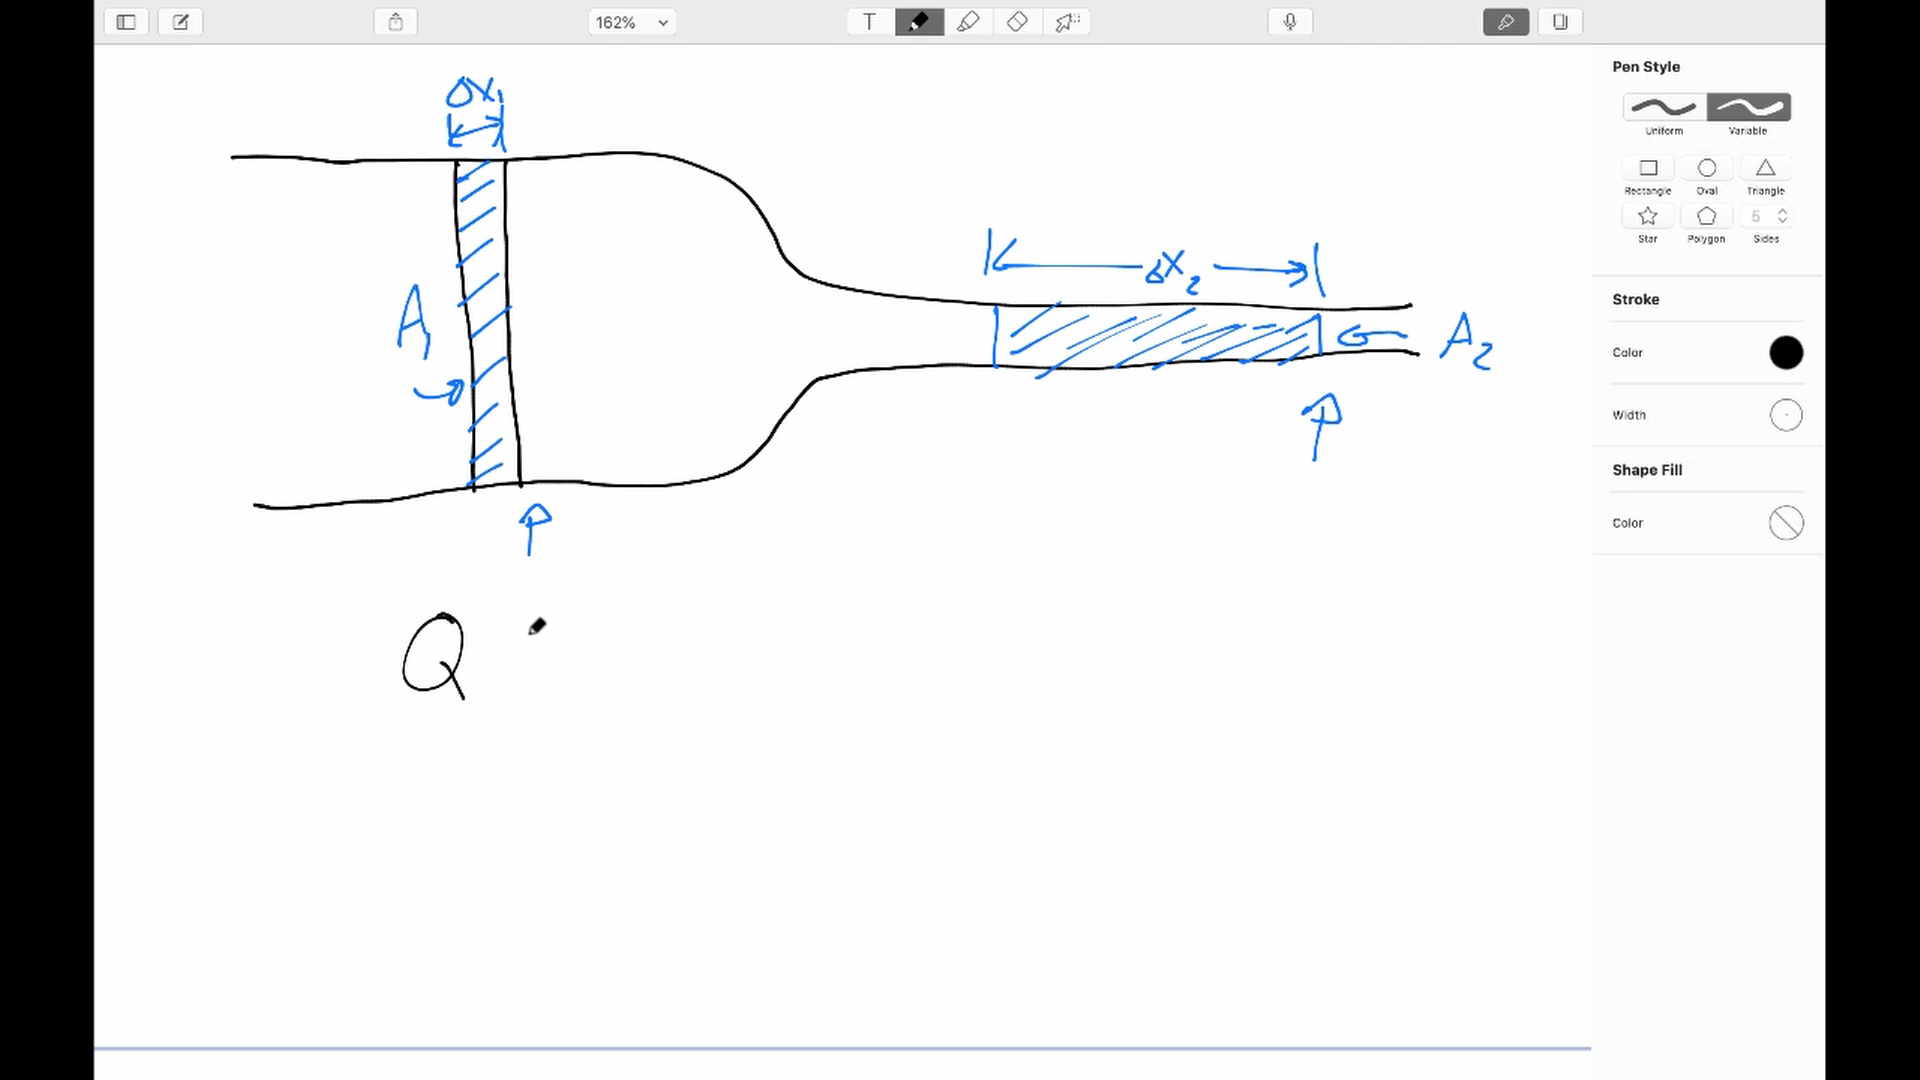 162%
T
Pen Style
Uniform Variable
Rectangle Oval Triangle
5
Star Polygon Sides
Stroke
Color
Width
Shape Fill
Color
Δx₁
A₁
Δx₂
A₂
Q